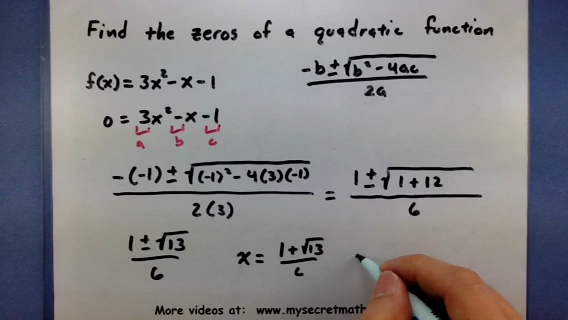 Find the zeros of a quadratic function
f(x) = 3x² - x - 1
-b ± √b² - 4ac / 2a
0 = 3x² - x - 1
a b c
-(-1) ± √(-1)² - 4(3)(-1) / 2(3) = 1 ± √1 + 12 / 6
1 ± √13 / 6
x = 1 + √13 / 6
More videos at: www.mysecretmath